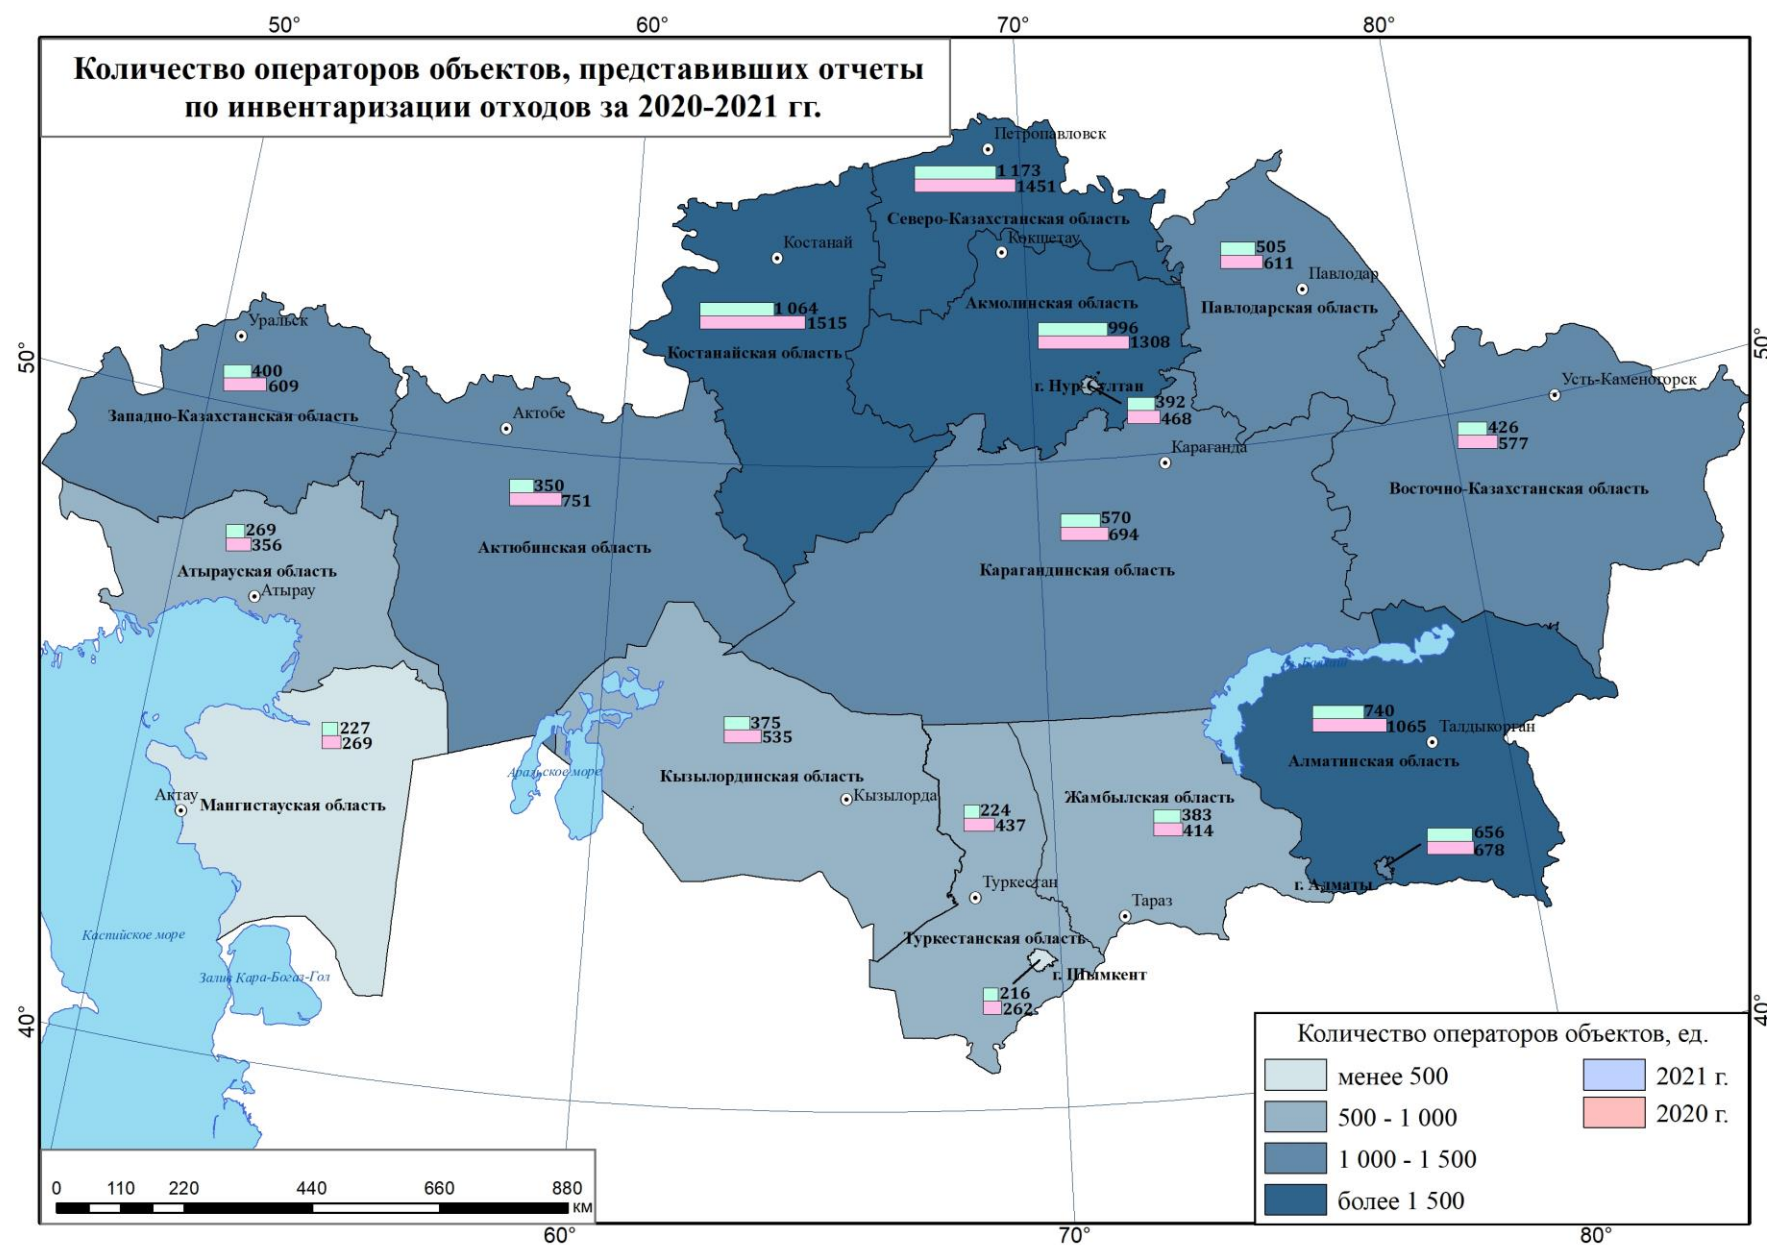 50°
60°
70°
80°
Количество операторов объектов, представивших отчеты
по инвентаризации отходов за 2020-2021 гг.
Петропавловск
1 173
1451
Северо-Казахстанская область
Кокшетау
Костанай
1 064
1515
Костанайская область
Акмолинская область
996
1308
г. Нур-Султан
392
468
505
611
Павлодар
Павлодарская область
Уральск
400
609
Западно-Казахстанская область
50°
50°
Актобе
350
751
Актюбинская область
Усть-Каменогорск
426
577
Восточно-Казахстанская область
Караганда
570
694
Карагандинская область
269
356
Атырауская область
Атырау
227
269
Актау
Мангистауская область
Аральское море
375
535
Кызылординская область
Кызылорда
740
1065
Талдыкорган
Алматинская область
656
678
г. Алматы
Жамбылская область
383
414
Тараз
224
437
Туркестан
Туркестанская область
г. Шымкент
216
262
Каспийское море
Залив Кара-Богаз-Гол
40°
40°
Количество операторов объектов, ед.
менее 500
500 - 1 000
1 000 - 1 500
более 1 500
2021 г.
2020 г.
0 110 220 440 660 880
км
60°
70°
80°